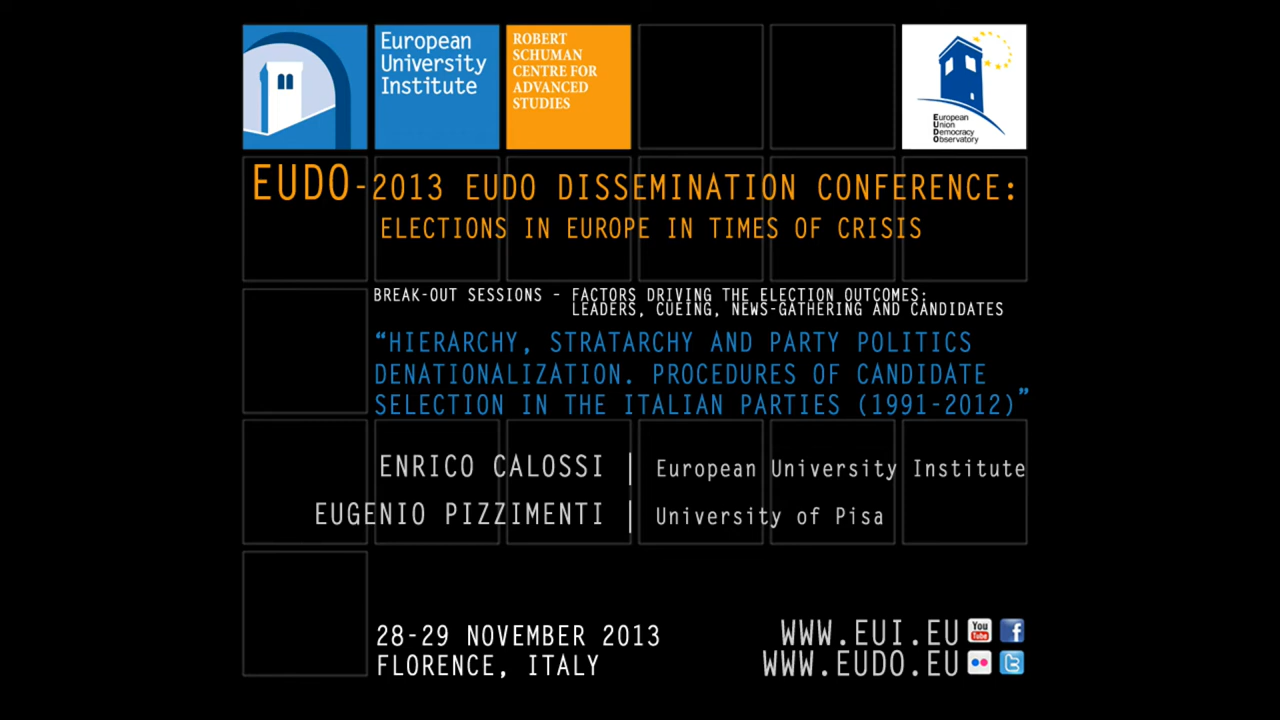 European
University
Institute
ROBERT
SCHUMAN
CENTRE FOR
ADVANCED
STUDIES
European
Union
Democracy
Observatory
EUDO-2013 EUDO DISSEMINATION CONFERENCE:
ELECTIONS IN EUROPE IN TIMES OF CRISIS
BREAK-OUT SESSIONS - FACTORS DRIVING THE ELECTION OUTCOMES:
LEADERS, CUEING, NEWS-GATHERING AND CANDIDATES
“HIERARCHY, STRATARCHY AND PARTY POLITICS
DENATIONALIZATION. PROCEDURES OF CANDIDATE
SELECTION IN THE ITALIAN PARTIES (1991-2012)”
ENRICO CALOSSI | European University Institute
EUGENIO PIZZIMENTI | University of Pisa
28-29 NOVEMBER 2013
FLORENCE, ITALY
WWW.EUI.EU You Tube f
WWW.EUDO.EU t